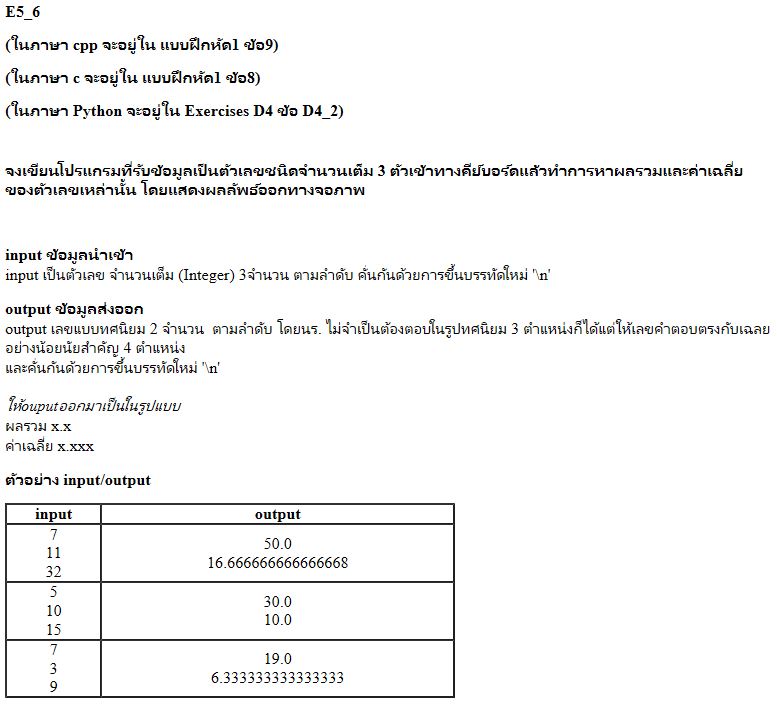 E5_6
(ในภาษา cpp จะอยู่ใน แบบฝึกหัด1 ข้อ9)
(ในภาษา c จะอยู่ใน แบบฝึกหัด1 ข้อ8)
(ในภาษา Python จะอยู่ใน Exercises D4 ข้อ D4_2)
จงเขียนโปรแกรมที่รับข้อมูลเป็นตัวเลขชนิดจำนวนเต็ม 3 ตัวเข้าทางคีย์บอร์ดแล้วทำการหาผลรวมและค่าเฉลี่ย
ของตัวเลขเหล่านั้น โดยแสดงผลลัพธ์ออกทางจอภาพ
input ข้อมูลนำเข้า
input เป็นตัวเลข จำนวนเต็ม (Integer) 3จำนวน ตามลำดับ คั่นกันด้วยการขึ้นบรรทัดใหม่ '\n'
output ข้อมูลส่งออก
output เลขแบบทศนิยม 2 จำนวน ตามลำดับ โดยนร. ไม่จำเป็นต้องตอบในรูปทศนิยม 3 ตำแหน่งก็ได้แต่ให้เลขคำตอบตรงกับเฉลย
อย่างน้อยนัยสำคัญ 4 ตำแหน่ง
และคั่นกันด้วยการขึ้นบรรทัดใหม่ '\n'
ให้ouputออกมาเป็นในรูปแบบ
ผลรวม x.x
ค่าเฉลี่ย x.xxx
ตัวอย่าง input/output
input output
7
11
32
50.0
16.666666666666668
5
10
15
30.0
10.0
7
3
9
19.0
6.333333333333333